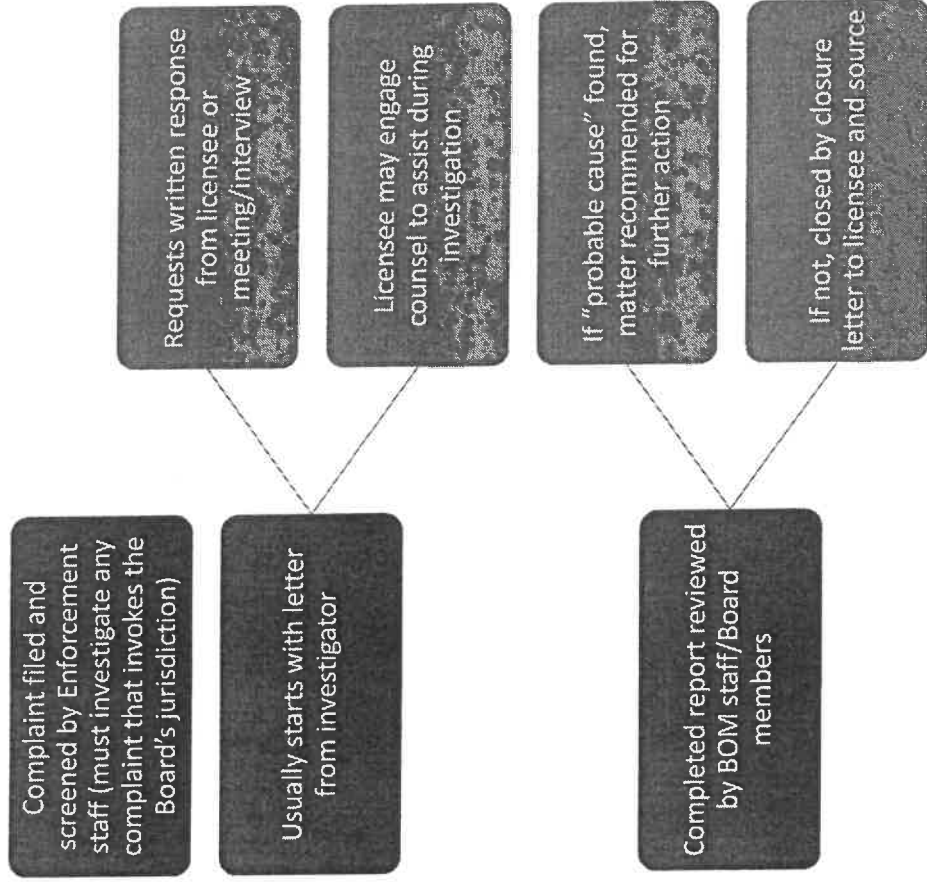 Complaint filed and
screened by Enforcement
staff (must investigate any
complaint that invokes the
Board's jurisdiction)
Usually starts with letter
from investigator
Requests written response
from licensee or
meeting/interview
Licensee may engage
counsel to assist during
investigation
Completed report reviewed
by BOM staff/Board
members
If "probable cause" found,
matter recommended for
further action
If not, closed by closure
letter to licensee and source